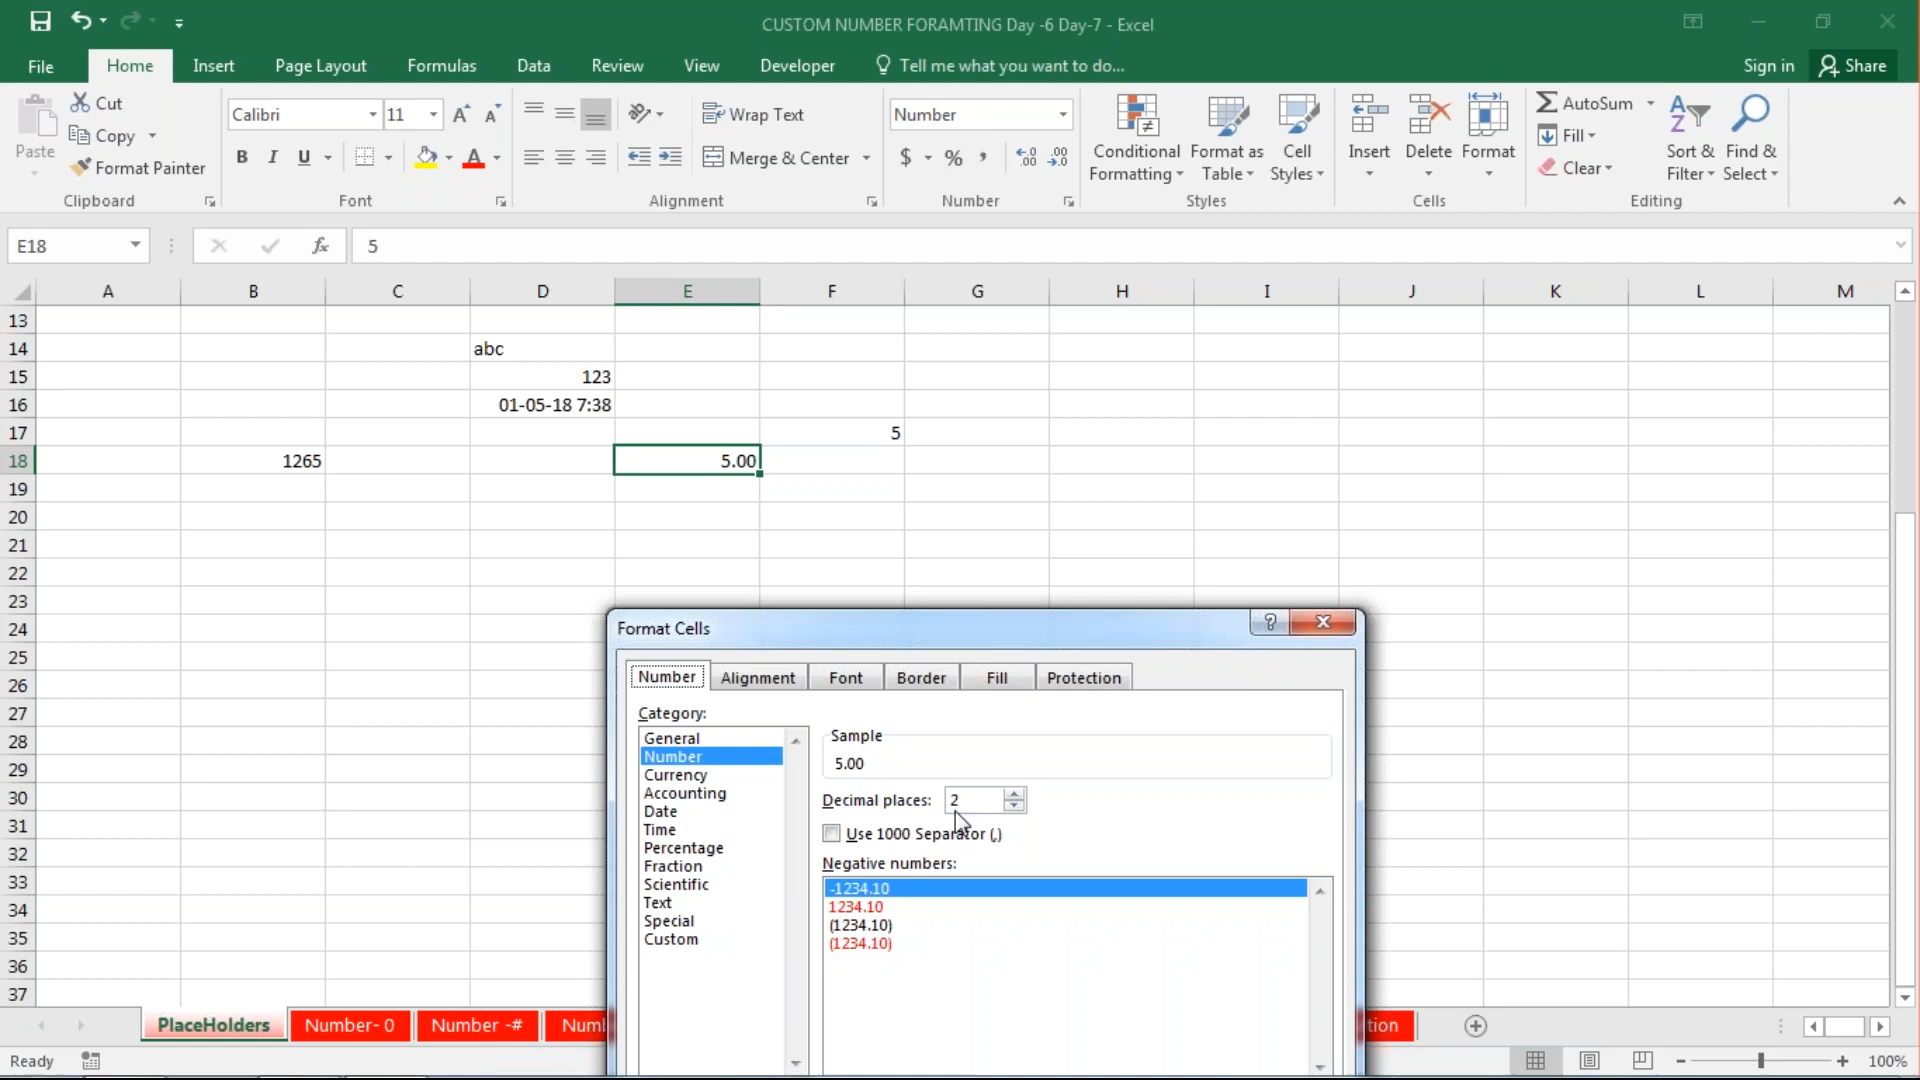 CUSTOM NUMBER FORAMTING Day -6 Day-7 - Excel
File Home Insert Page Layout Formulas Data Review View Developer Tell me what you want to do... Sign in Share
Paste
Cut
Copy
Format Painter
Clipboard
Calibri 11
B I U
Font
Wrap Text
Merge & Center
Alignment
Number
$ % ,
Number
Conditional Formatting
Format as Table
Cell Styles
Styles
Insert Delete Format
Cells
AutoSum
Fill
Clear
Sort & Filter
Find & Select
Editing
E18 fx 5
A B C D E F G H I J K L M
13
14 abc
15 123
16 01-05-18 7:38
17 5
18 1265 5.00
19
20
21
22
23
24
25
26
27
28
29
30
31
32
33
34
35
36
37
Format Cells
Number Alignment Font Border Fill Protection
Category:
General
Number
Currency
Accounting
Date
Time
Percentage
Fraction
Scientific
Text
Special
Custom
Sample
5.00
Decimal places: 2
Use 1000 Separator (,)
Negative numbers:
-1234.10
1234.10
(1234.10)
(1234.10)
PlaceHolders Number- 0 Number -# Numb tion
Ready 100%